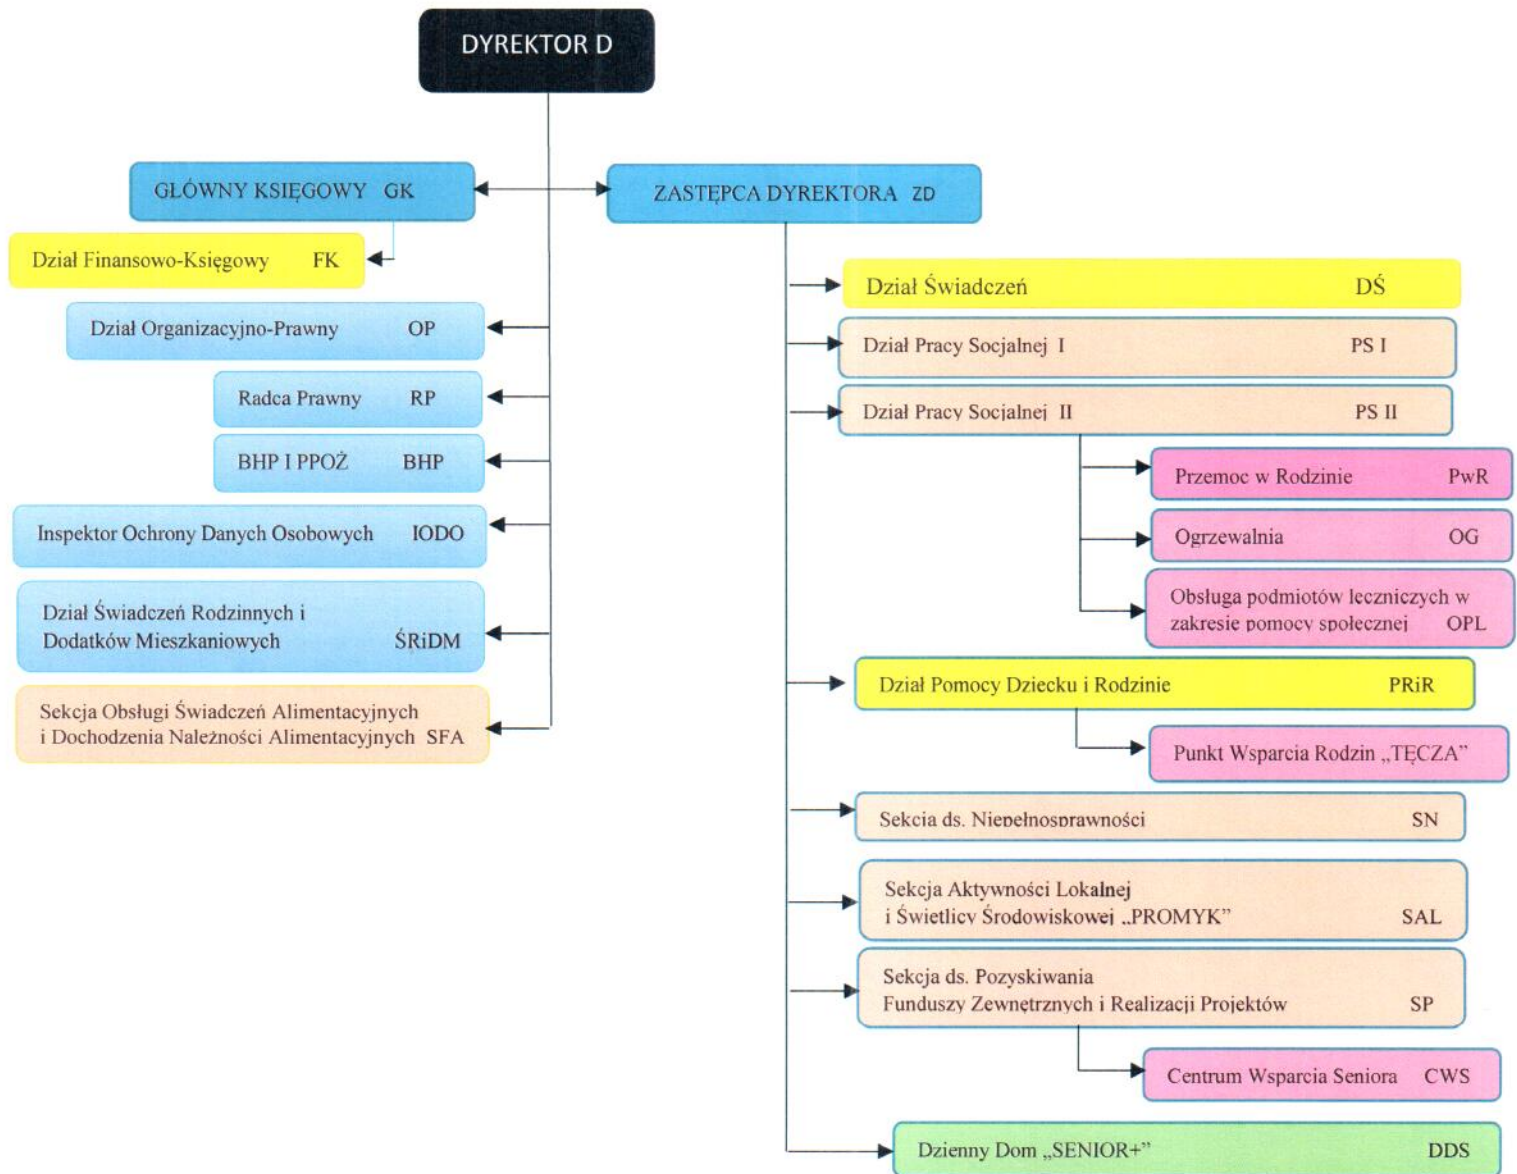 DYREKTOR D
GŁÓWNY KSIĘGOWY GK
ZASTĘPCA DYREKTORA ZD
Dział Finansowo-Księgowy FK
Dział Organizacyjno-Prawny OP
Radca Prawny RP
BHP I PPOŻ BHP
Inspektor Ochrony Danych Osobowych IODO
Dział Świadczeń Rodzinnych i
Dodatków Mieszkaniowych ŚRiDM
Sekcja Obsługi Świadczeń Alimentacyjnych
i Dochodzenia Należności Alimentacyjnych SFA
Dział Świadczeń DŚ
Dział Pracy Socjalnej I PS I
Dział Pracy Socjalnej II PS II
Przemoc w Rodzinie PwR
Ogrzewalnia OG
Obsługa podmiotów leczniczych w
zakresie pomocy społecznej OPL
Dział Pomocy Dziecku i Rodzinie PRiR
Punkt Wsparcia Rodzin „TĘCZA”
Sekcja ds. Niepełnosprawności SN
Sekcja Aktywności Lokalnej
i Świetlicy Środowiskowej „PROMYK” SAL
Sekcja ds. Pozyskiwania
Funduszy Zewnętrznych i Realizacji Projektów SP
Centrum Wsparcia Seniora CWS
Dzienny Dom „SENIOR+” DDS